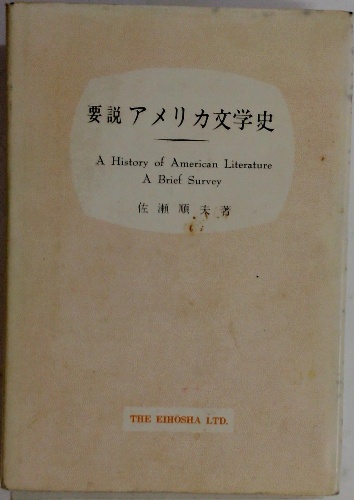 要説 アメリカ文学史
A History of American Literature
A Brief Survey
佐瀬順夫著
THE EIHŌSHA LTD.